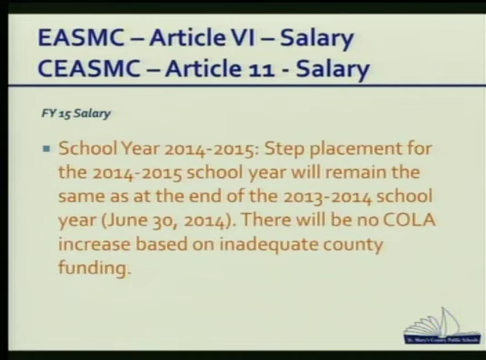 EASMC – Article VI – Salary
CEASMC – Article 11 - Salary
FY 15 Salary
School Year 2014-2015: Step placement for
the 2014-2015 school year will remain the
same as at the end of the 2013-2014 school
year (June 30, 2014). There will be no COLA
increase based on inadequate county
funding.
St. Mary's County Public Schools